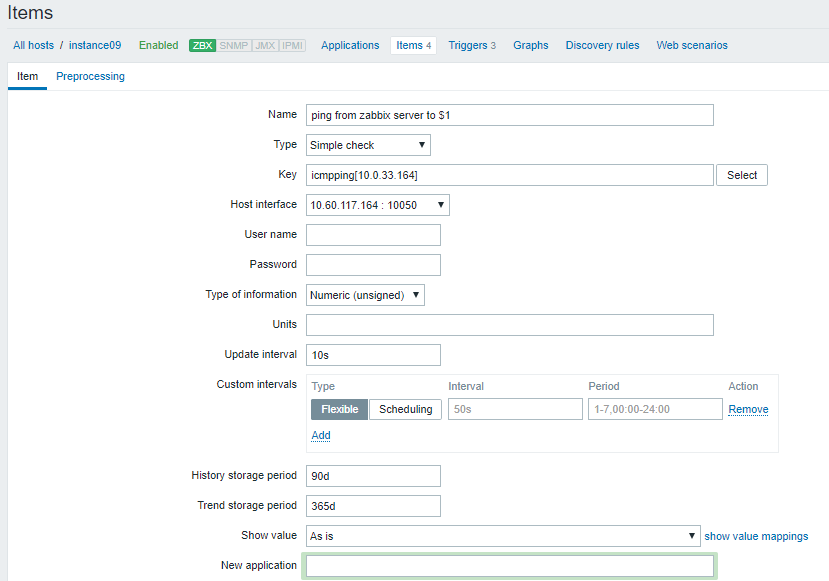 Items
All hosts / instance09 Enabled ZBX SNMP JMX IPMI Applications Items 4 Triggers 3 Graphs Discovery rules Web scenarios
Item Preprocessing
Name ping from zabbix server to $1
Type Simple check
Key icmpping[10.0.33.164] Select
Host interface 10.60.117.164 : 10050
User name
Password
Type of information Numeric (unsigned)
Units
Update interval 10s
Custom intervals Type Interval Period Action
Flexible Scheduling 50s 1-7,00:00-24:00 Remove
Add
History storage period 90d
Trend storage period 365d
Show value As is show value mappings
New application